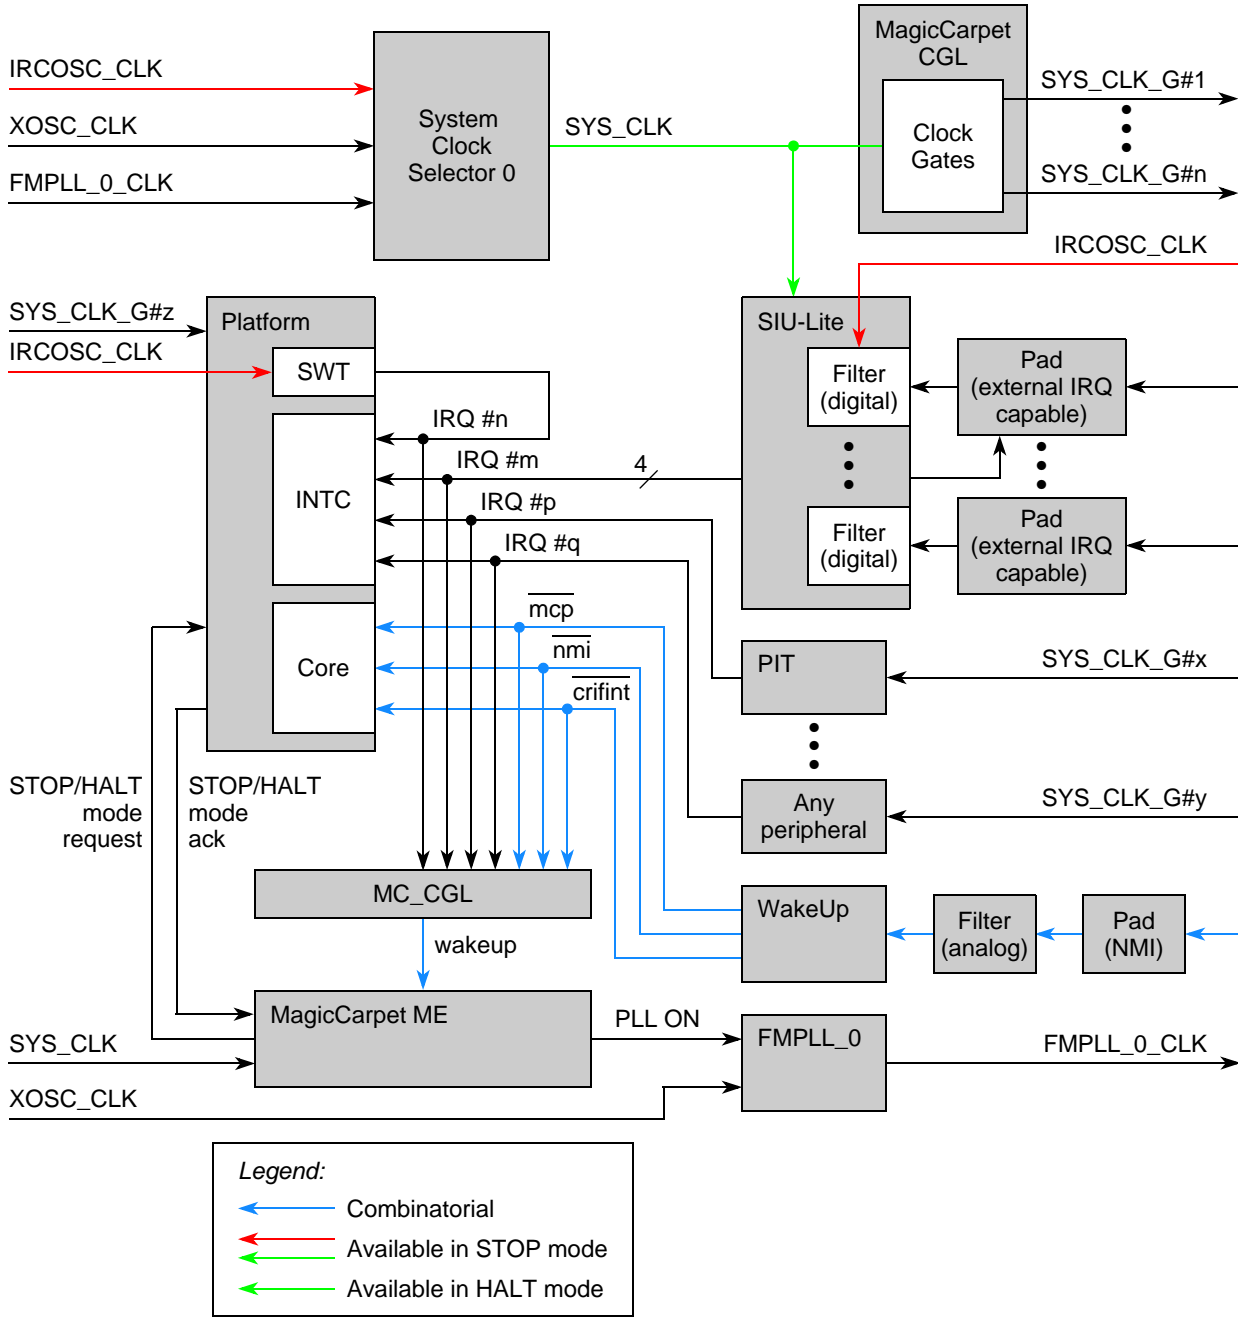 IRCOSC_CLK
XOSC_CLK
FMPLL_0_CLK
System
Clock
Selector 0
SYS_CLK
MagicCarpet
CGL
Clock
Gates
SYS_CLK_G#1
SYS_CLK_G#n
IRCOSC_CLK
SYS_CLK_G#z
IRCOSC_CLK
Platform
SWT
INTC
Core
IRQ #n
IRQ #m
4
IRQ #p
IRQ #q
mcp
nmi
crifint
SIU-Lite
Filter
(digital)
Filter
(digital)
Pad
(external IRQ
capable)
Pad
(external IRQ
capable)
PIT
SYS_CLK_G#x
Any
peripheral
SYS_CLK_G#y
STOP/HALT
mode
request
STOP/HALT
mode
ack
MC_CGL
wakeup
WakeUp
Filter
(analog)
Pad
(NMI)
MagicCarpet ME
SYS_CLK
XOSC_CLK
PLL ON
FMPLL_0
FMPLL_0_CLK
Legend:
Combinatorial
Available in STOP mode
Available in HALT mode